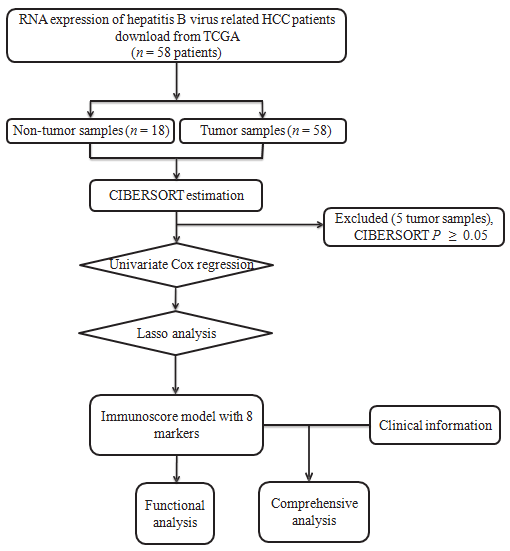 RNA expression of hepatitis B virus related HCC patients
download from TCGA
(n = 58 patients)
Non-tumor samples (n = 18)
Tumor samples (n = 58)
CIBERSORT estimation
Excluded (5 tumor samples),
CIBERSORT P ≥ 0.05
Univariate Cox regression
Lasso analysis
Immunoscore model with 8
markers
Clinical information
Functional
analysis
Comprehensive
analysis